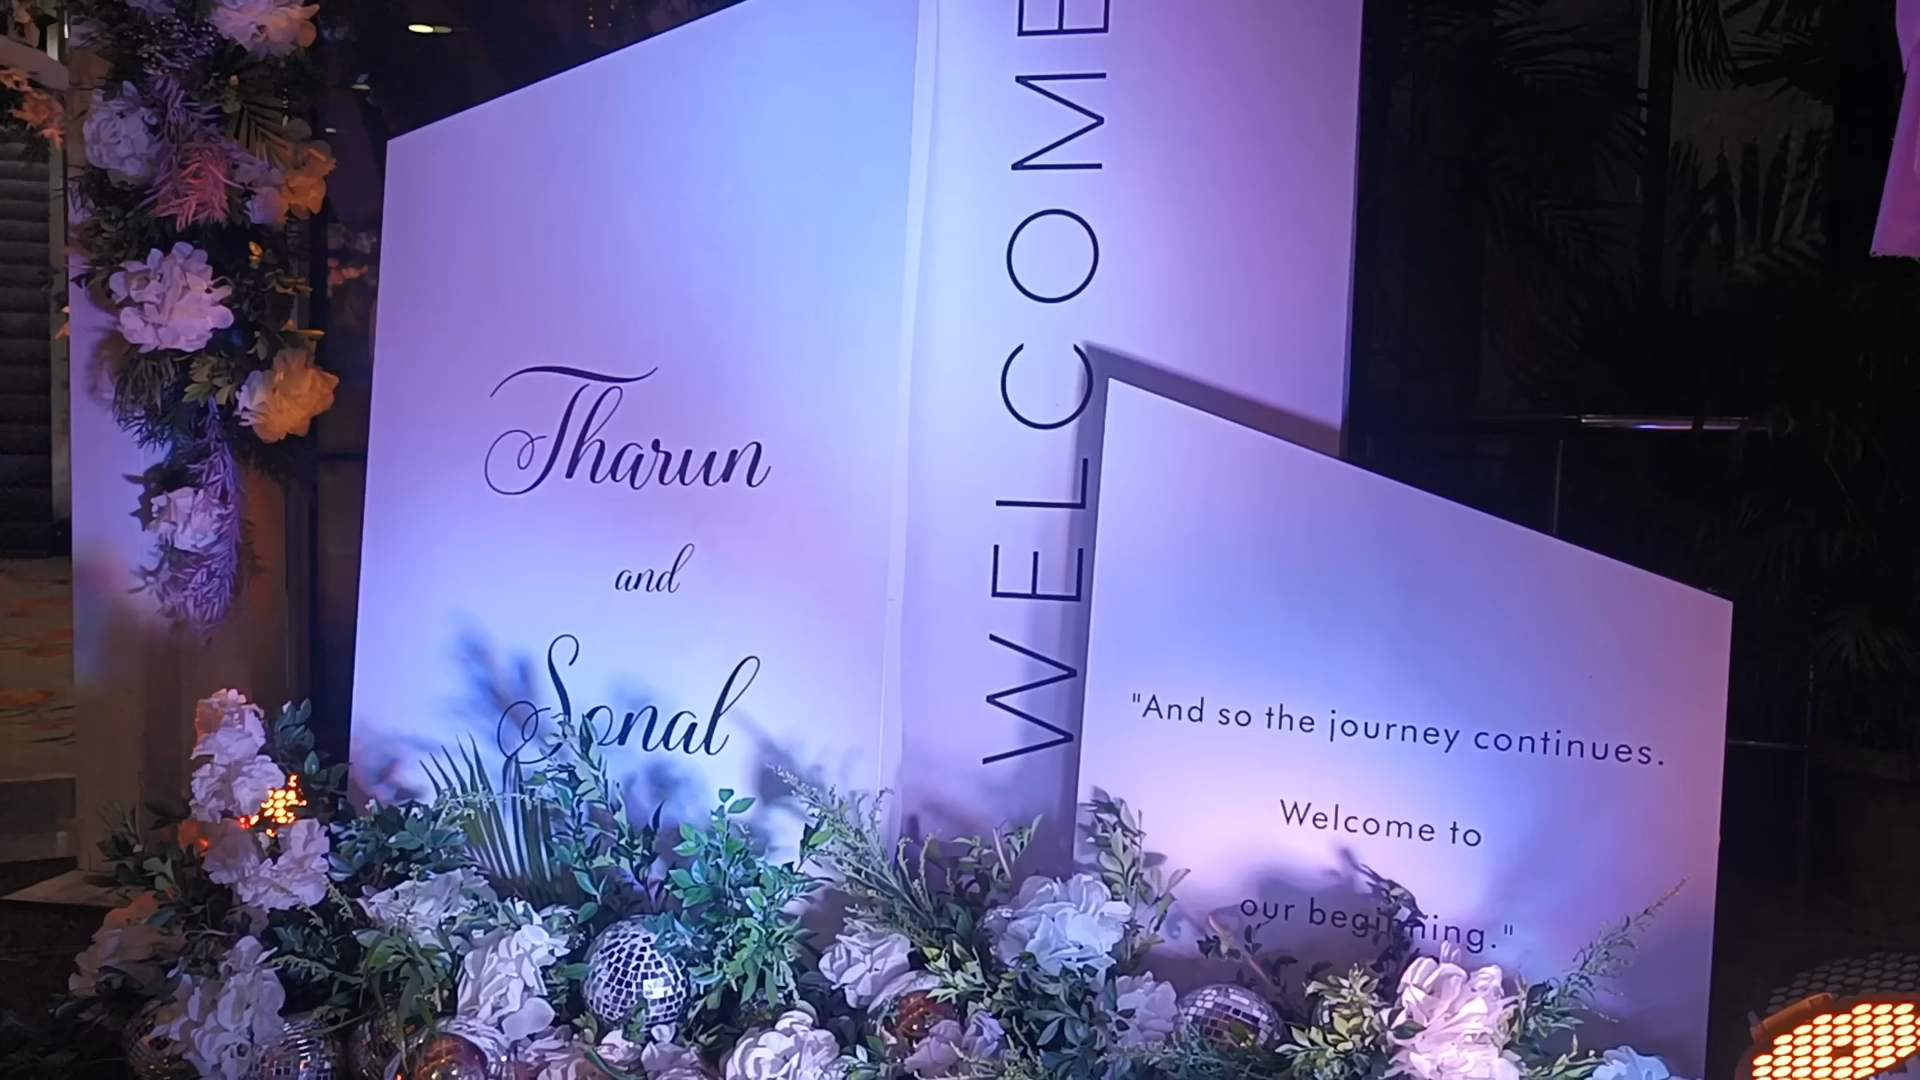 Tharun
and
Sonal
WELCOME
"And so the journey continues.
Welcome to
our beginning."